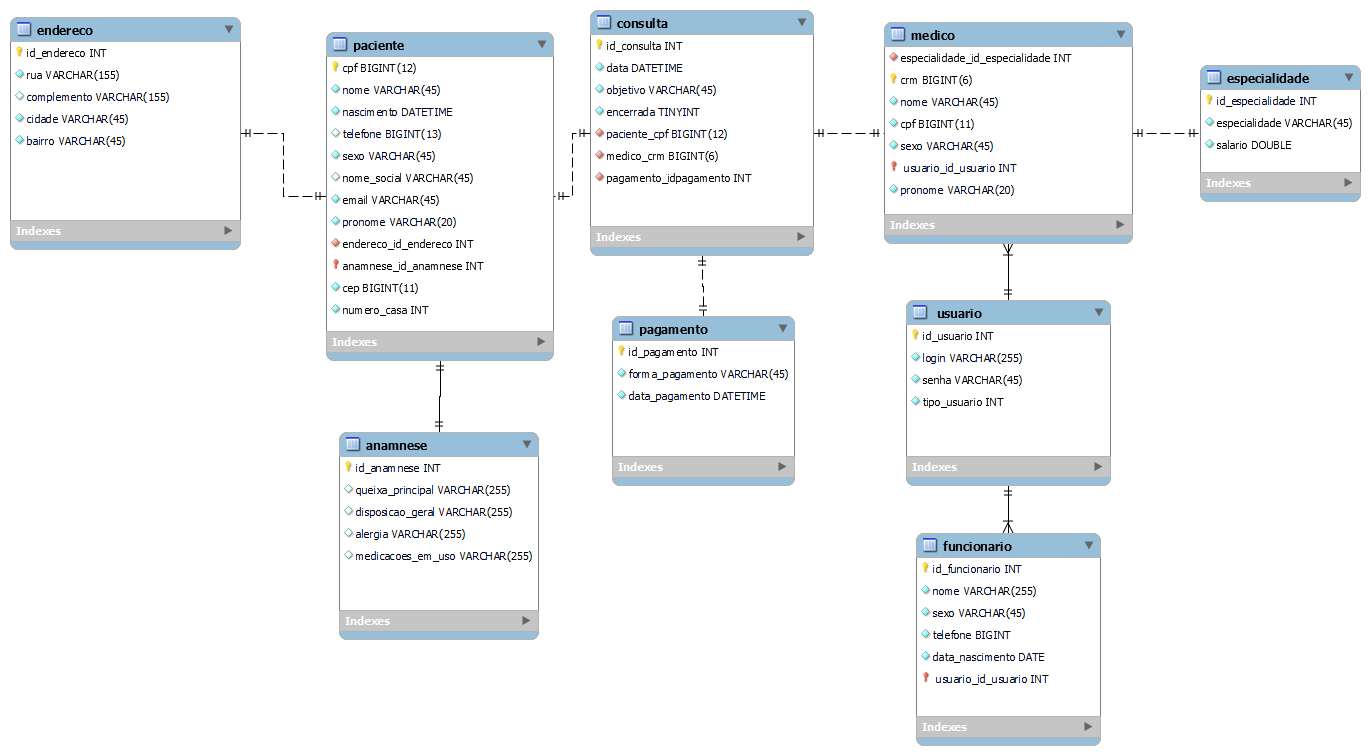 endereco
id_endereco INT
rua VARCHAR(155)
complemento VARCHAR(155)
cidade VARCHAR(45)
bairro VARCHAR(45)
Indexes
paciente
cpf BIGINT(12)
nome VARCHAR(45)
nascimento DATETIME
telefone BIGINT(13)
sexo VARCHAR(45)
nome_social VARCHAR(45)
email VARCHAR(45)
pronome VARCHAR(20)
endereco_id_endereco INT
anamnese_id_anamnese INT
cep BIGINT(11)
numero_casa INT
Indexes
anamnese
id_anamnese INT
queixa_principal VARCHAR(255)
disposicao_geral VARCHAR(255)
alergia VARCHAR(255)
medicacoes_em_uso VARCHAR(255)
Indexes
consulta
id_consulta INT
data DATETIME
objetivo VARCHAR(45)
encerrada TINYINT
paciente_cpf BIGINT(12)
medico_crm BIGINT(6)
pagamento_idpagamento INT
Indexes
pagamento
id_pagamento INT
forma_pagamento VARCHAR(45)
data_pagamento DATETIME
Indexes
medico
especialidade_id_especialidade INT
crm BIGINT(6)
nome VARCHAR(45)
cpf BIGINT(11)
sexo VARCHAR(45)
usuario_id_usuario INT
pronome VARCHAR(20)
Indexes
especialidade
id_especialidade INT
especialidade VARCHAR(45)
salario DOUBLE
Indexes
usuario
id_usuario INT
login VARCHAR(255)
senha VARCHAR(45)
tipo_usuario INT
Indexes
funcionario
id_funcionario INT
nome VARCHAR(255)
sexo VARCHAR(45)
telefone BIGINT
data_nascimento DATE
usuario_id_usuario INT
Indexes